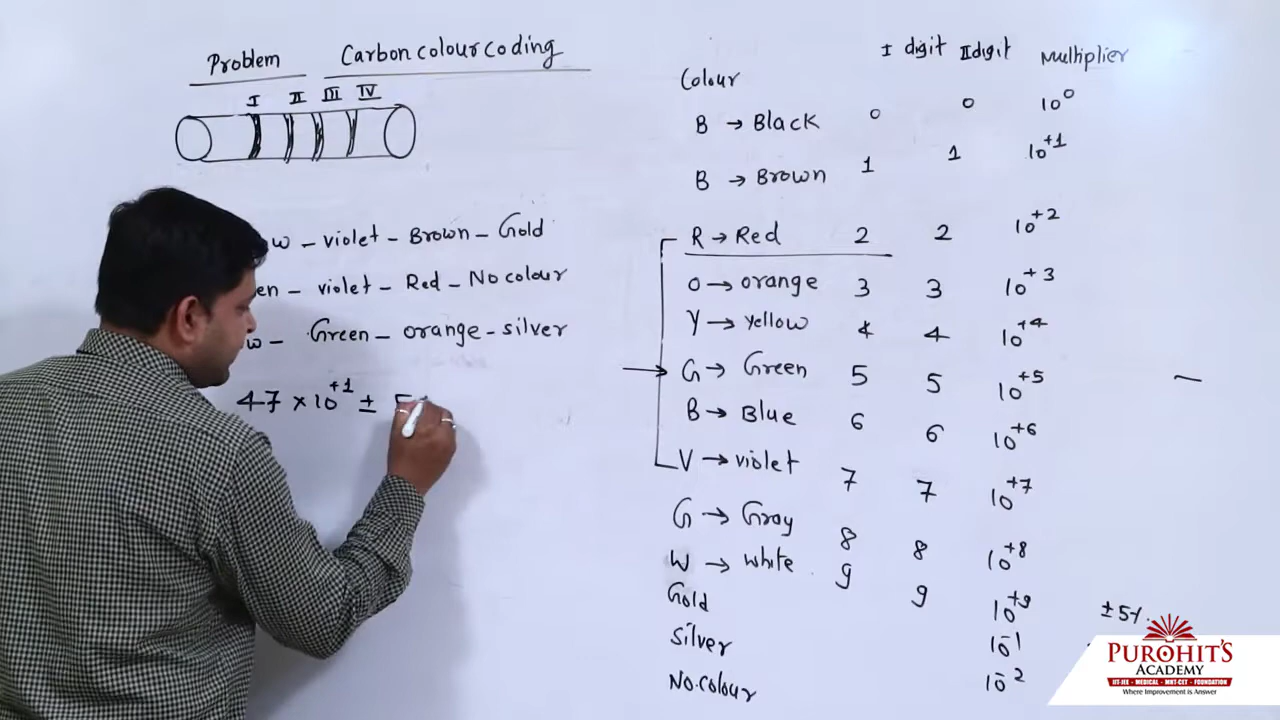 Problem Carbon colour coding
I II III IV
w – violet – Brown – Gold
en – violet – Red – No colour
w – Green – orange – silver
47 × 10⁺¹ ± 5
I digit II digit Multiplier
Colour
B → Black 0 0 10⁰
B → Brown 1 1 10⁺¹
R → Red 2 2 10⁺²
O → orange 3 3 10⁺³
Y → yellow 4 4 10⁺⁴
G → Green 5 5 10⁺⁵
B → Blue 6 6 10⁺⁶
V → violet 7 7 10⁺⁷
G → Gray 8 8 10⁺⁸
W → white 9 9 10⁺⁹
Gold 10⁻¹ ±5%
Silver 10⁻²
No.colour
PUROHIT'S
ACADEMY
IIT-JEE - MEDICAL - MHT-CET - FOUNDATION
Where Improvement is Answer